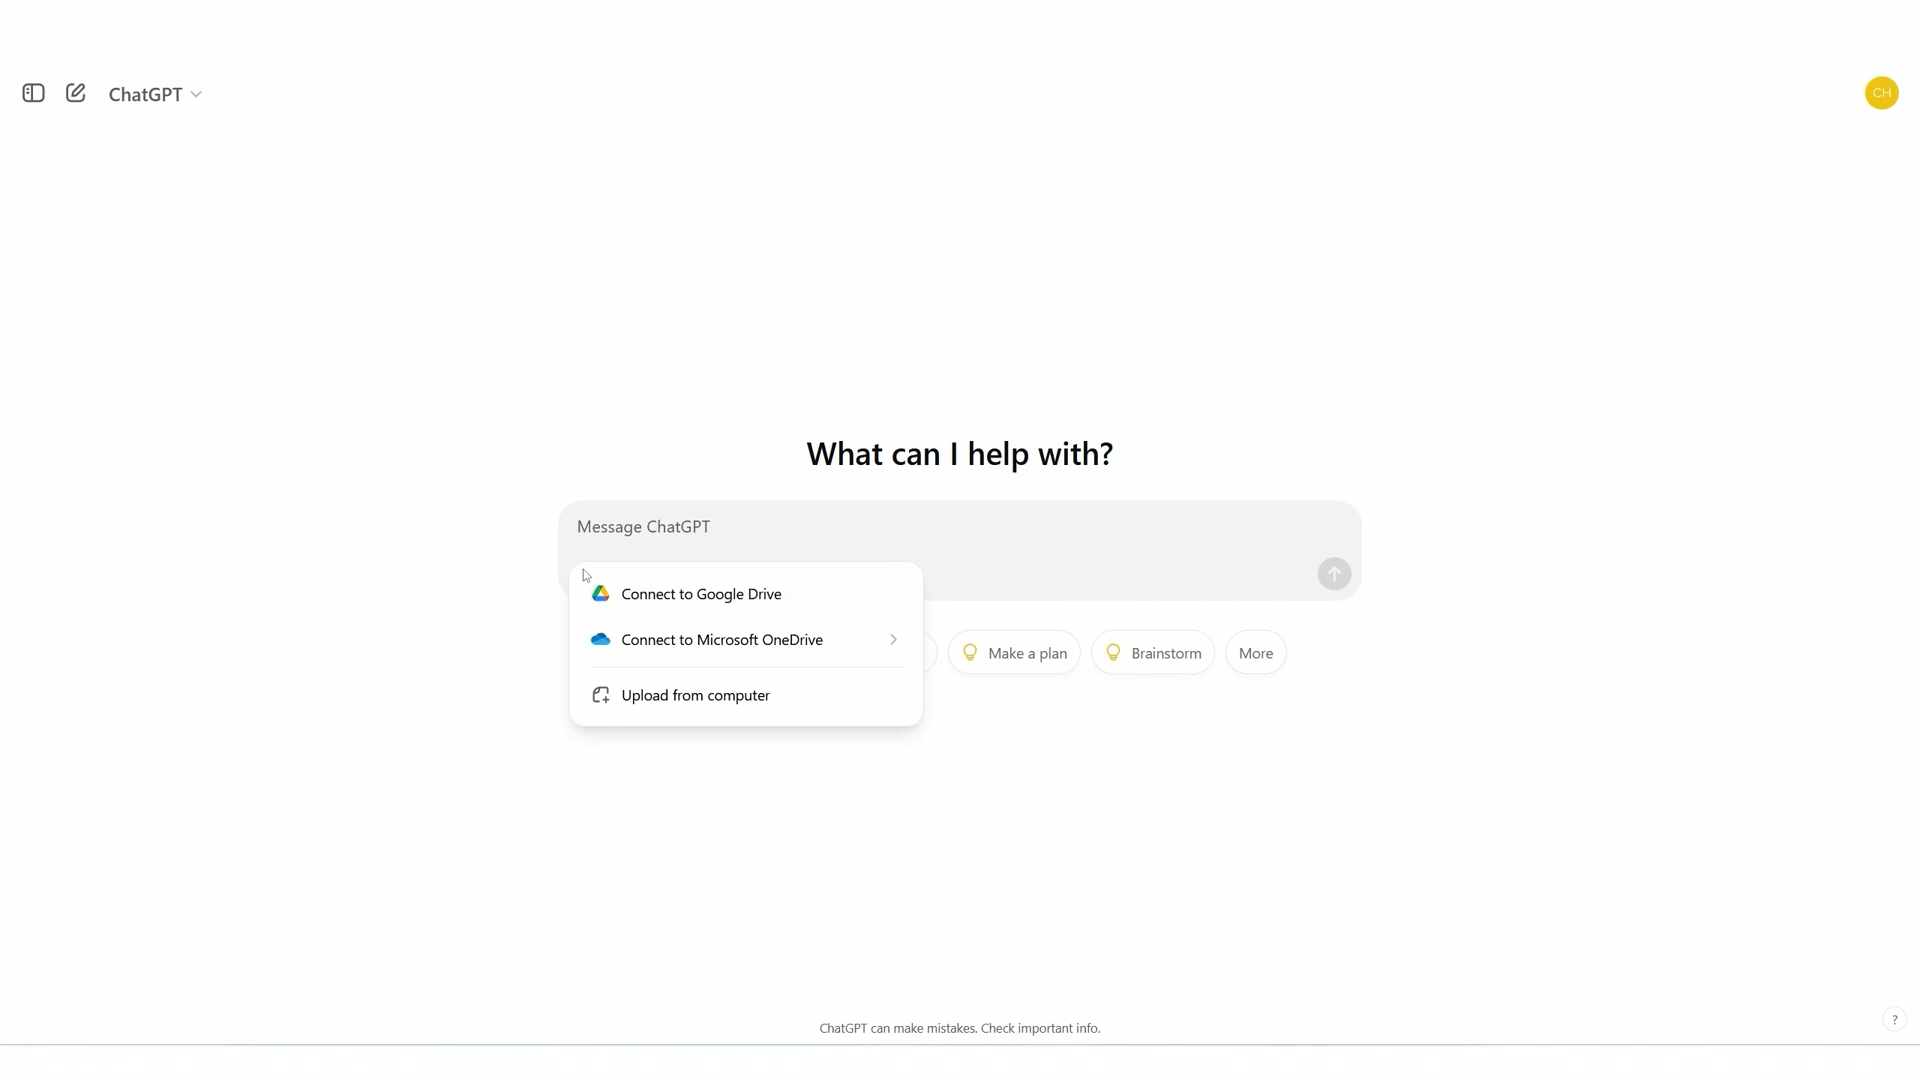 ChatGPT
CH
What can I help with?
Message ChatGPT
Connect to Google Drive
Connect to Microsoft OneDrive
Upload from computer
Make a plan
Brainstorm
More
ChatGPT can make mistakes. Check important info.
?